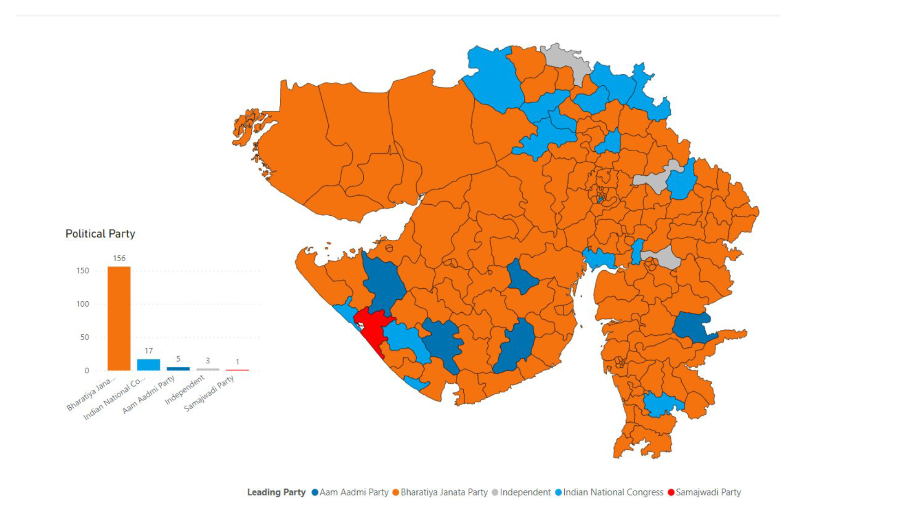 Political Party
156
150
100
50
17
5
3
1
0
Bharatiya Jana...
Indian National Co...
Aam Aadmi Party
Independent
Samajwadi Party
Leading Party Aam Aadmi Party Bharatiya Janata Party Independent Indian National Congress Samajwadi Party